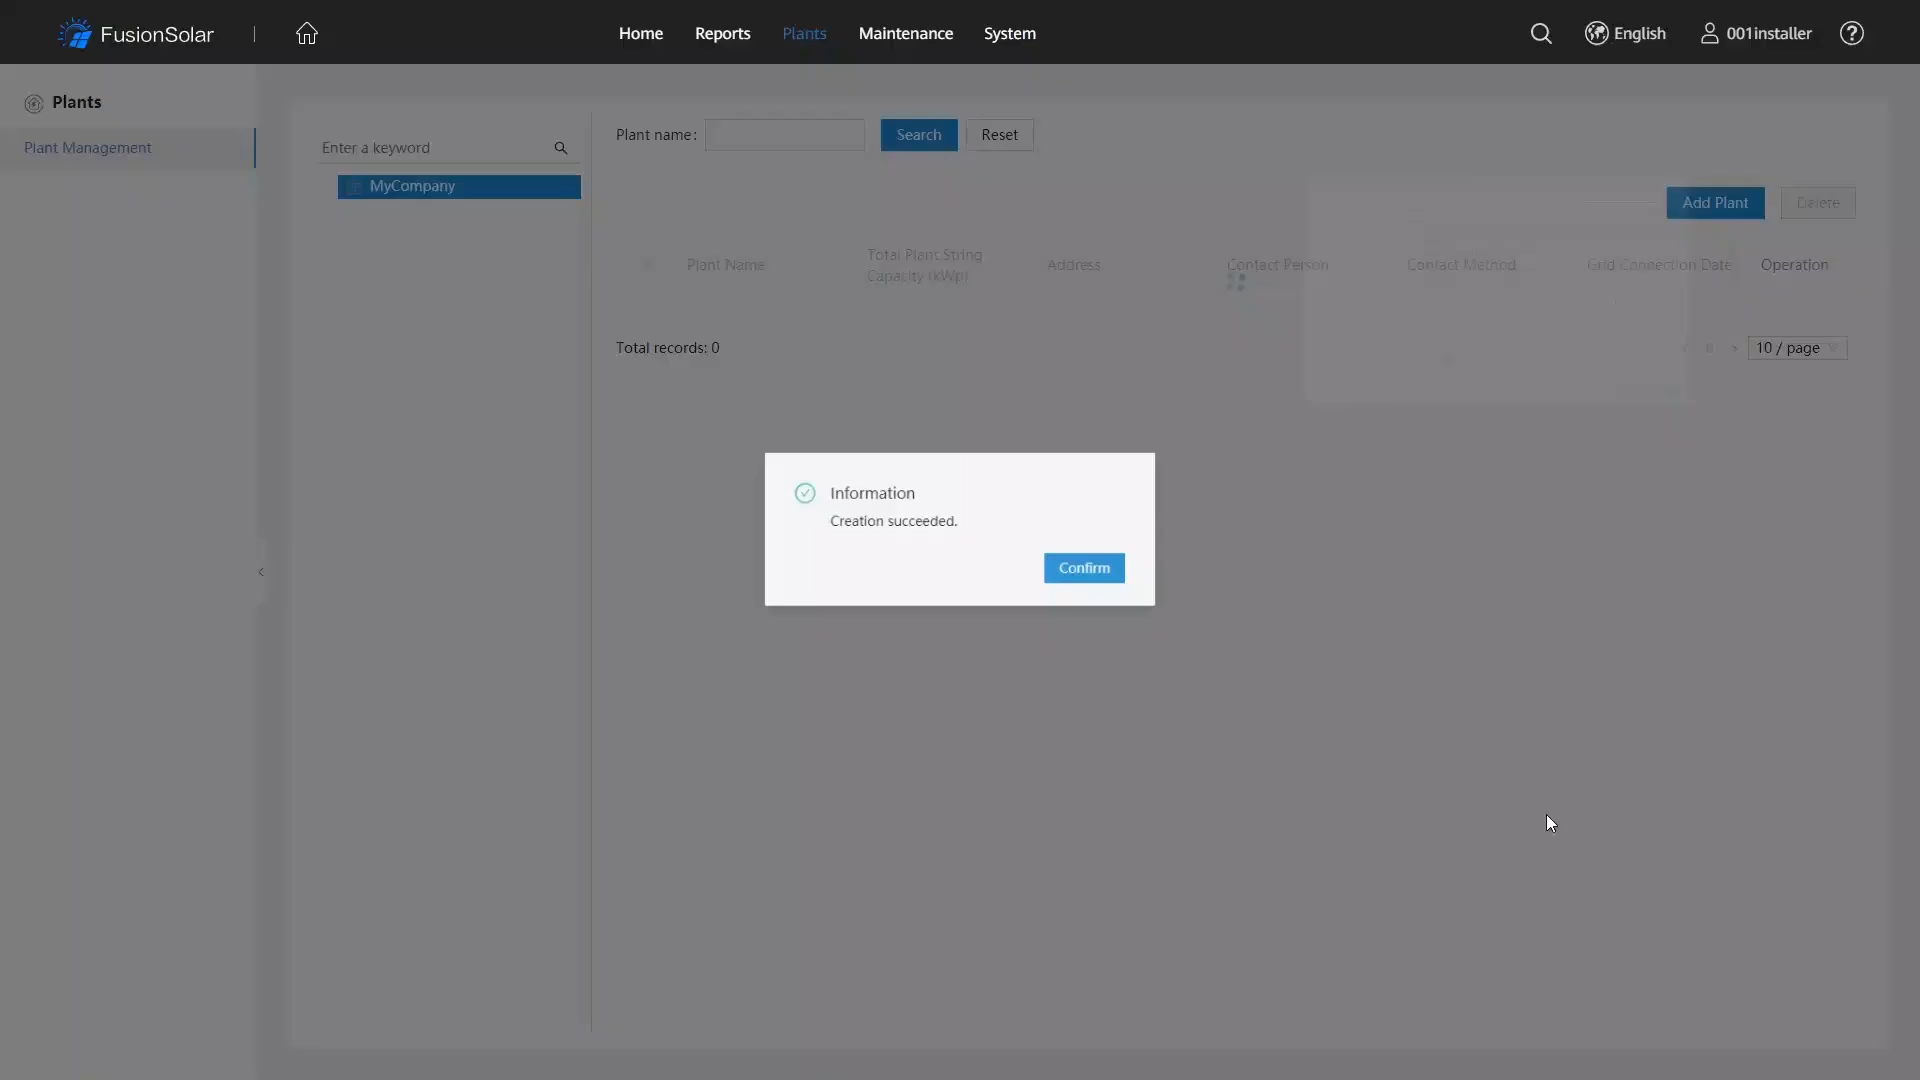 FusionSolar
Home Reports Plants Maintenance System
English 001installer
Plants
Plant Management
Enter a keyword
MyCompany
Plant name:
Search Reset
Add Plant Delete
Plant Name
Total Plant String
Capacity (kWp)
Address
Contact Person
Contact Method
Grid Connection Date
Operation
Total records: 0
10 / page
Information
Creation succeeded.
Confirm